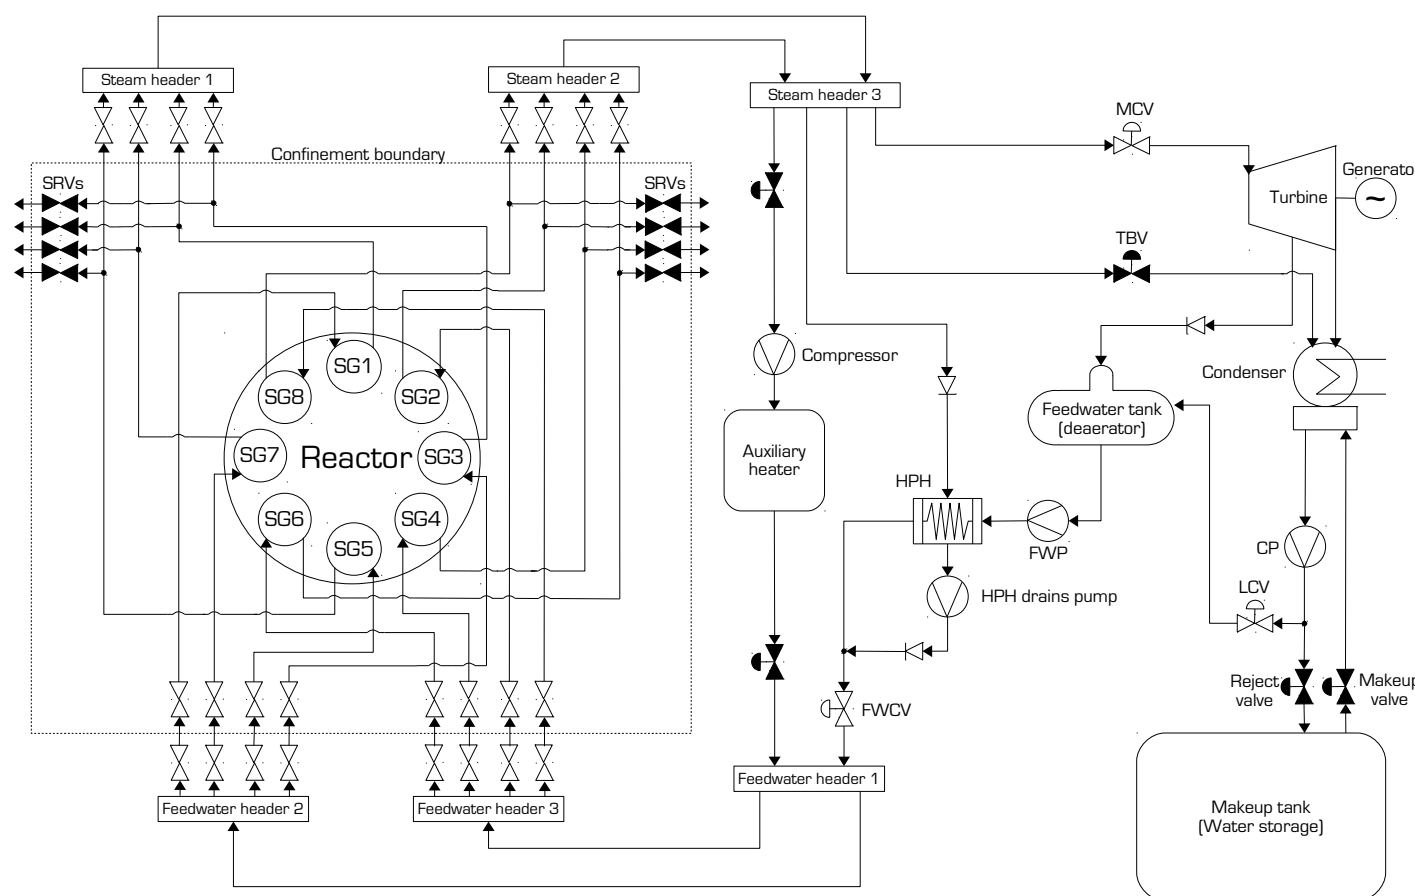 Steam header 1
Steam header 2
Steam header 3
MCV
Confinement boundary
SRVs
SRVs
Generato
Turbine
~
TBV
Compressor
Condenser
SG1
SG8
SG2
Feedwater tank
(deaerator)
SG7
Reactor
SG3
Auxiliary
heater
HPH
SG6
SG4
SG5
FWP
CP
HPH drains pump
LCV
Reject
valve
Makeup
valve
FWCV
Feedwater header 1
Feedwater header 2
Feedwater header 3
Makeup tank
(Water storage)